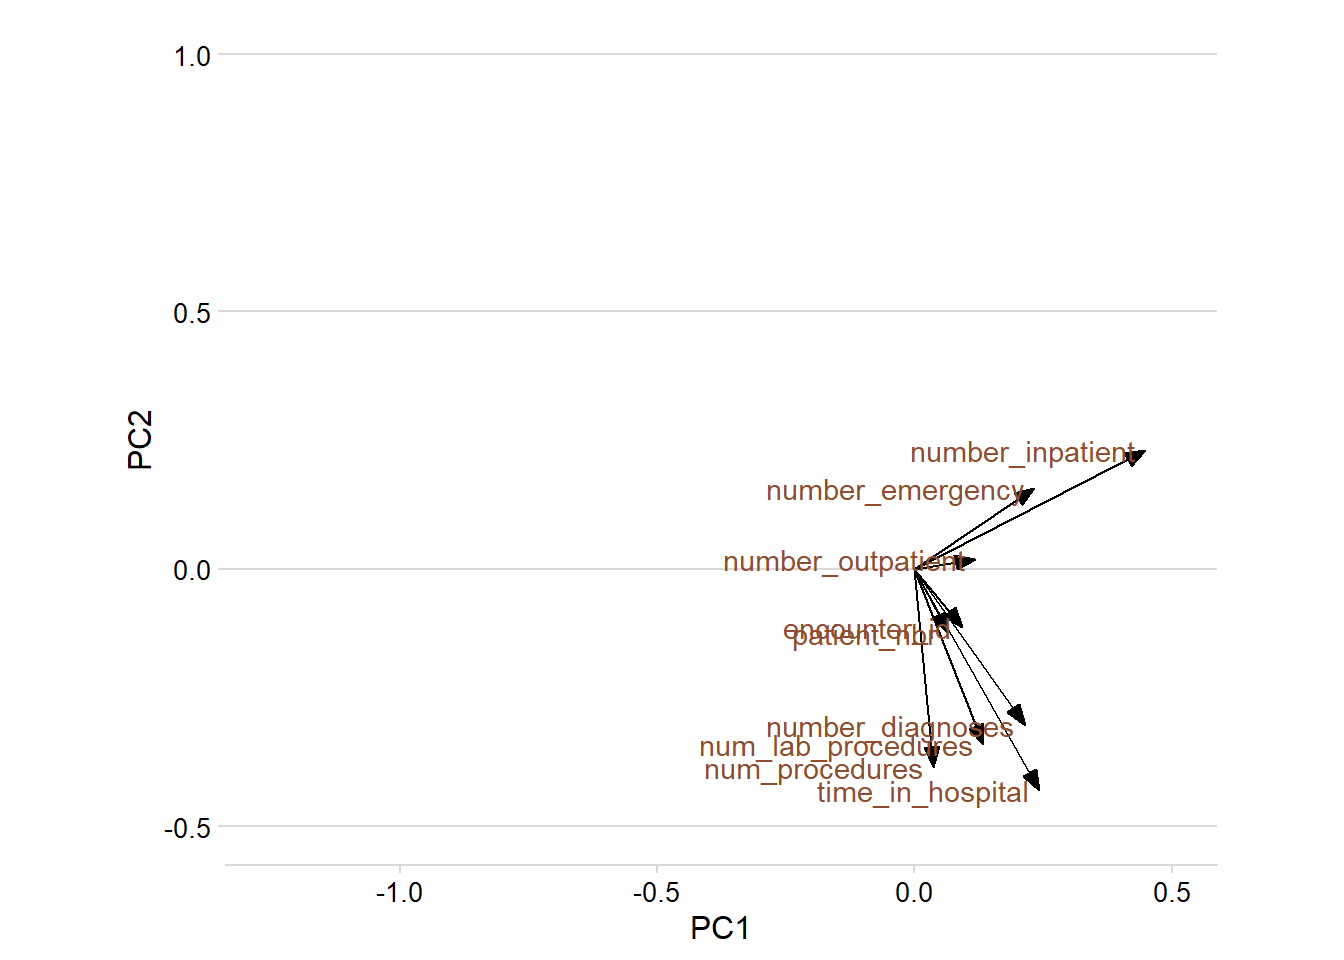 1.0
0.5
PC2
number_inpatient
number_emergency
number_outpatient
0.0
encounter_id
patient_nbr
number_diagnoses
num_lab_procedures
num_procedures
time_in_hospital
-0.5
-1.0 -0.5 0.0 0.5
PC1